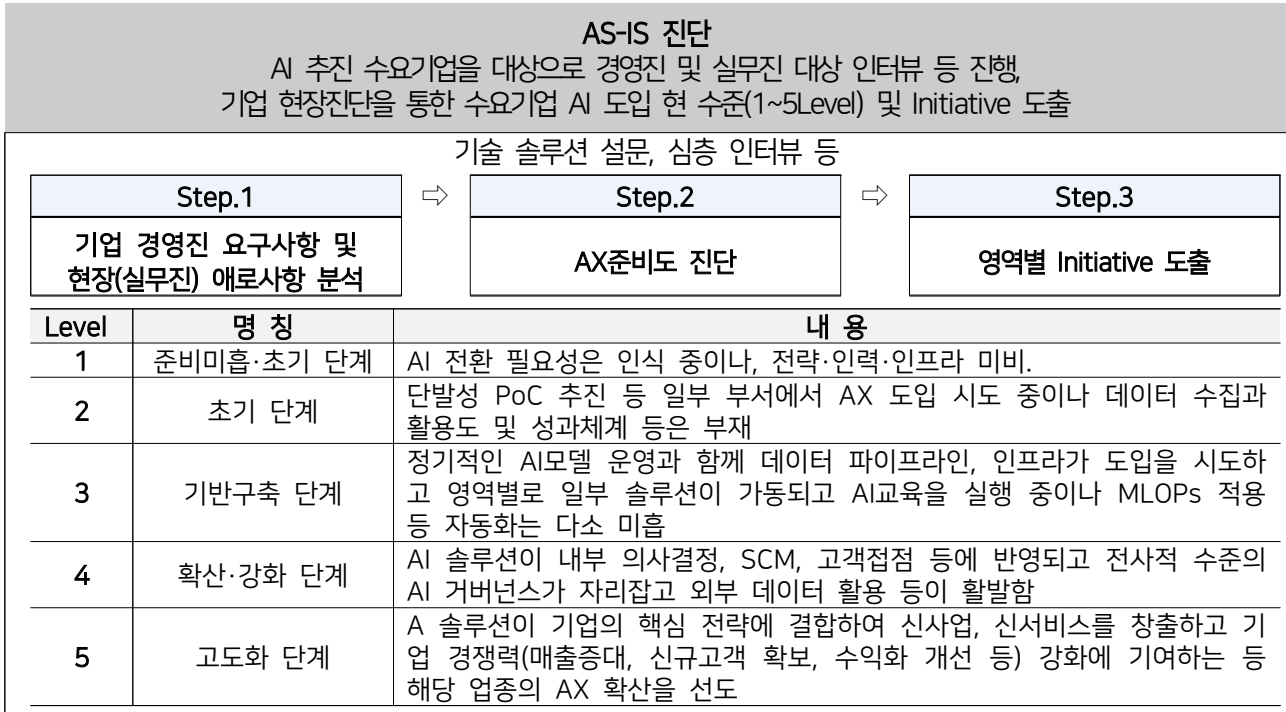 AS-IS 진단
AI 추진 수요기업을 대상으로 경영진 및 실무진 대상 인터뷰 등 진행,
기업 현장진단을 통한 수요기업 AI 도입 현 수준(1~5Level) 및 Initiative 도출
기술 솔루션 설문, 심층 인터뷰 등
Step.1 ⇨ Step.2 ⇨ Step.3
기업 경영진 요구사항 및
현장(실무진) 애로사항 분석
AX준비도 진단
영역별 Initiative 도출
Level 명 칭 내 용
1 준비미흡·초기 단계 AI 전환 필요성은 인식 중이나, 전략·인력·인프라 미비.
2 초기 단계 단발성 PoC 추진 등 일부 부서에서 AX 도입 시도 중이나 데이터 수집과
활용도 및 성과체계 등은 부재
3 기반구축 단계 정기적인 AI모델 운영과 함께 데이터 파이프라인, 인프라가 도입을 시도하
고 영역별로 일부 솔루션이 가동되고 AI교육을 실행 중이나 MLOPs 적용
등 자동화는 다소 미흡
4 확산·강화 단계 AI 솔루션이 내부 의사결정, SCM, 고객접점 등에 반영되고 전사적 수준의
AI 거버넌스가 자리잡고 외부 데이터 활용 등이 활발함
5 고도화 단계 A 솔루션이 기업의 핵심 전략에 결합하여 신사업, 신서비스를 창출하고 기
업 경쟁력(매출증대, 신규고객 확보, 수익화 개선 등) 강화에 기여하는 등
해당 업종의 AX 확산을 선도